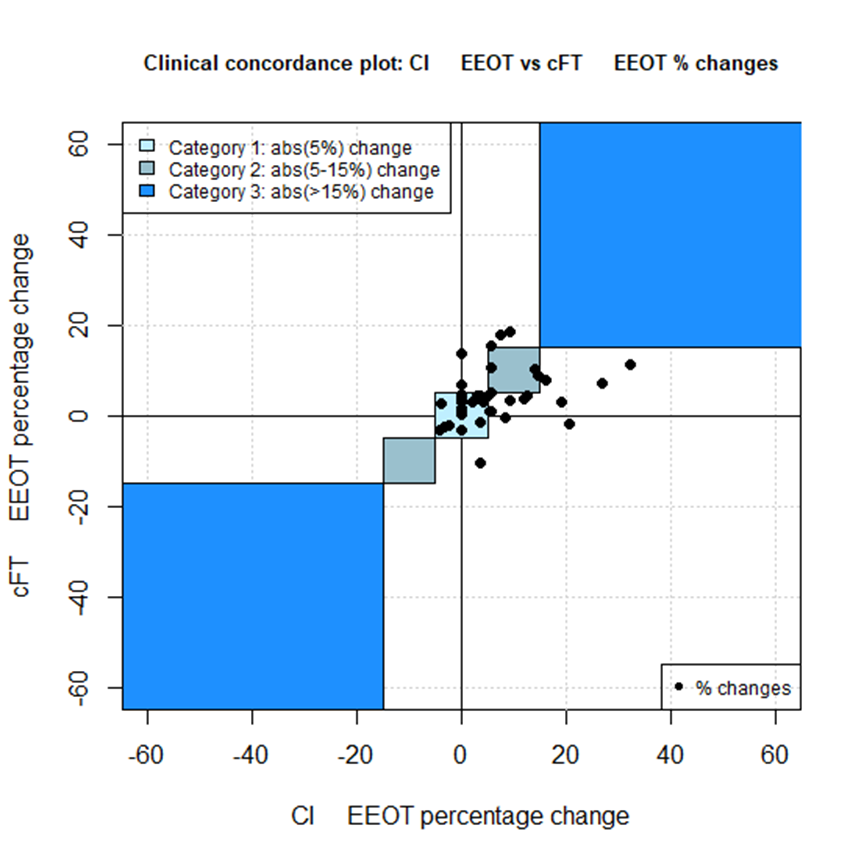 Clinical concordance plot: CI EEOT vs cFT EEOT % changes
Category 1: abs(5%) change
Category 2: abs(5-15%) change
Category 3: abs(>15%) change
cFT EEOT percentage change
60
40
20
0
-20
-40
-60
% changes
-60 -40 -20 0 20 40 60
CI EEOT percentage change